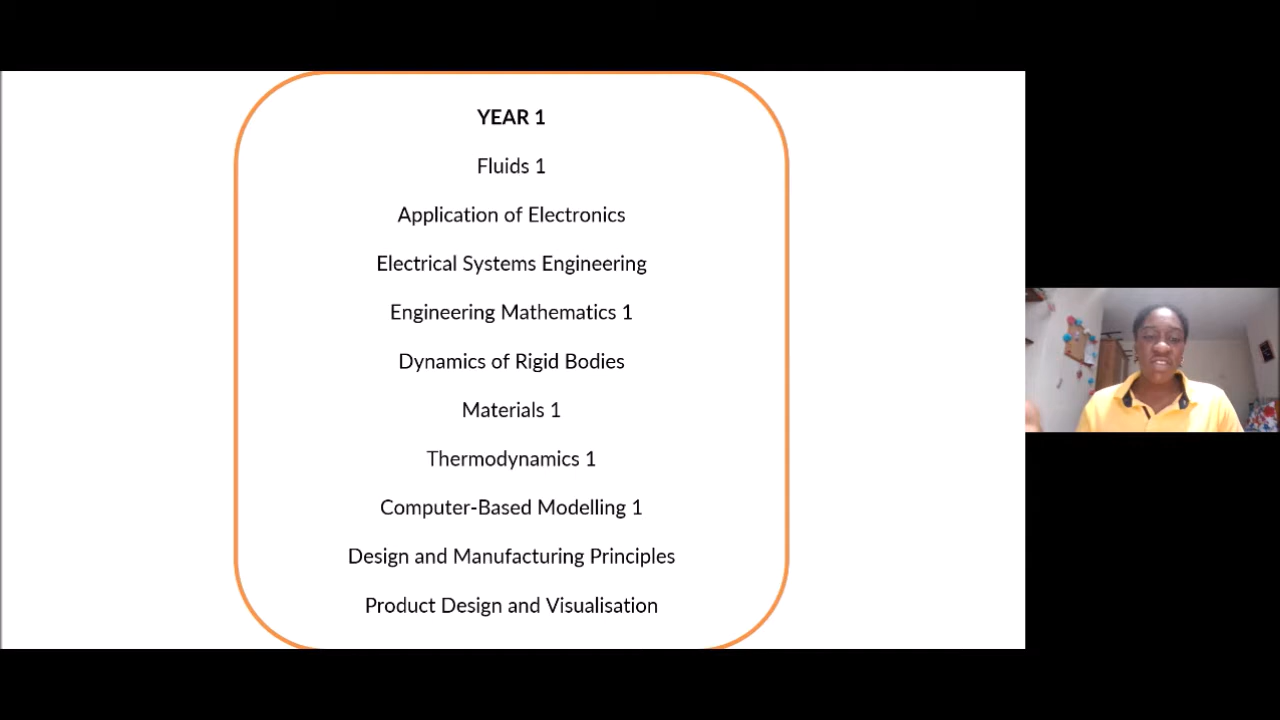 YEAR 1
Fluids 1
Application of Electronics
Electrical Systems Engineering
Engineering Mathematics 1
Dynamics of Rigid Bodies
Materials 1
Thermodynamics 1
Computer-Based Modelling 1
Design and Manufacturing Principles
Product Design and Visualisation